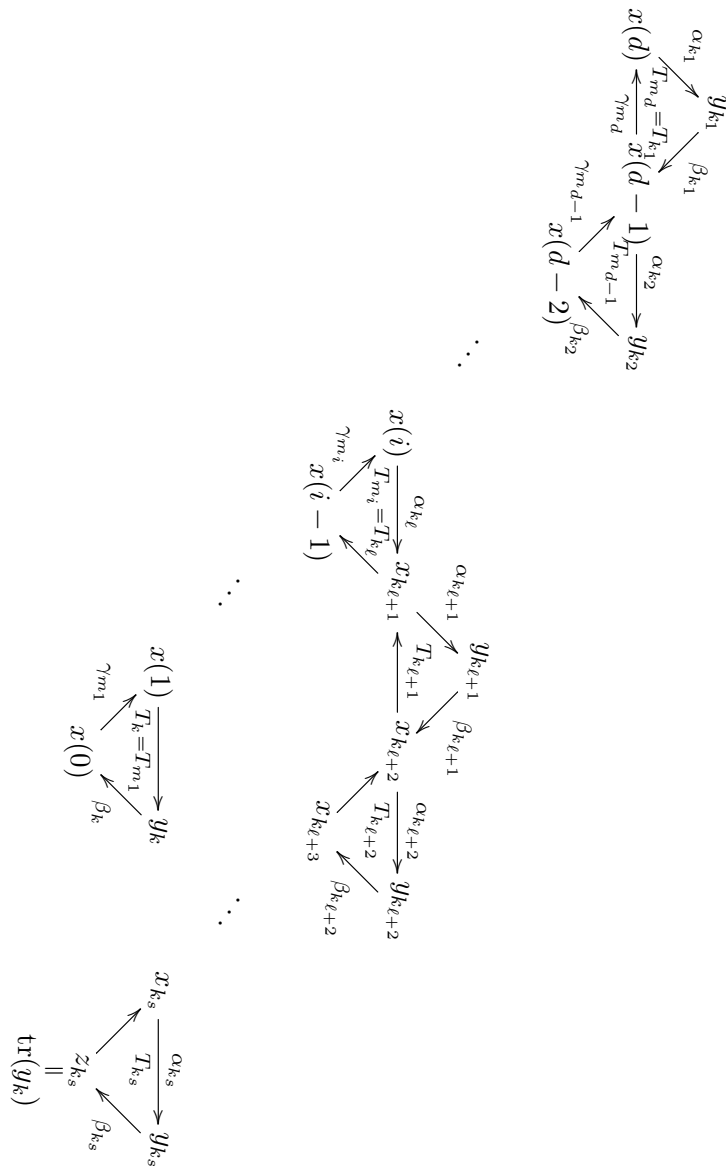 y_{k_1}
α_{k_1} β_{k_1}
T_{m_d}=T_{k_1} α_{k_2}
x(d) x(d − 1) y_{k_2}
γ_{m_d} T_{m_{d−1}}
γ_{m_{d−1}} β_{k_2}
x(d − 2)
⋱ y_{k_{ℓ+1}}
α_{k_{ℓ+1}} β_{k_{ℓ+1}}
α_{k_ℓ} T_{k_{ℓ+1}} α_{k_{ℓ+2}}
x(i) x_{k_{ℓ+1}} x_{k_{ℓ+2}} y_{k_{ℓ+2}}
T_{m_i}=T_{k_ℓ} T_{k_{ℓ+2}}
γ_{m_i} β_{k_{ℓ+2}}
x(i − 1) x_{k_{ℓ+3}}
⋱ ⋱
α_{k_s}
x(1) y_k x_{k_s} y_{k_s}
T_k=T_{m_1} T_{k_s}
γ_{m_1} β_k β_{k_s}
x(0) z_{k_s}
||
tr(y_k)